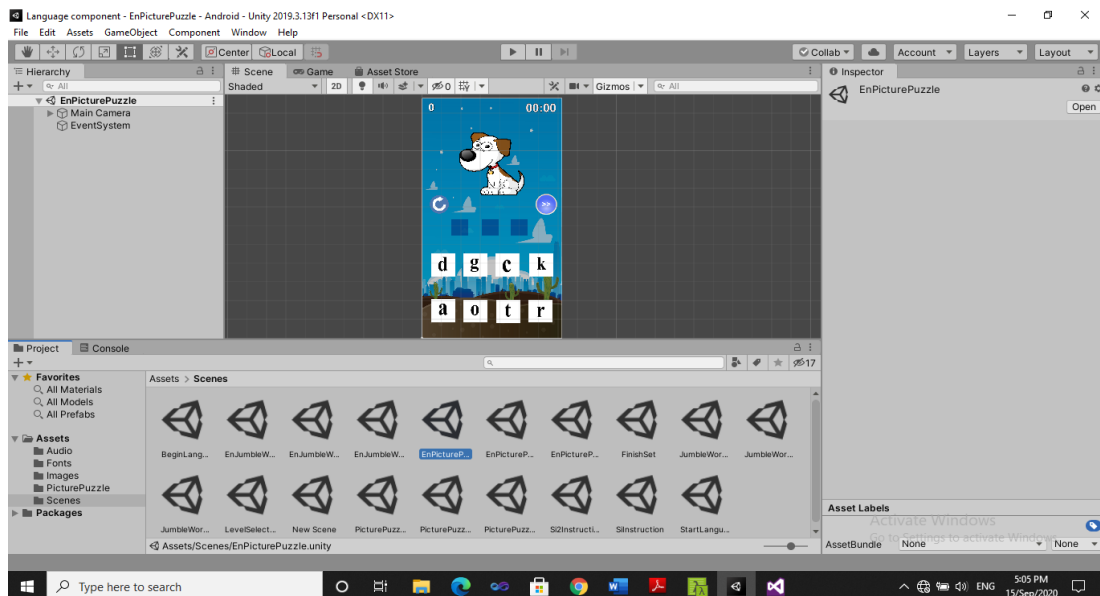 Language component - EnPicturePuzzle - Android - Unity 2019.3.13f1 Personal <DX11>
File Edit Assets GameObject Component Window Help
Center Local Collab Account Layers Layout
Hierarchy
All
EnPicturePuzzle
Main Camera
EventSystem
Scene Game Asset Store
Shaded 2D 0 Gizmos All
0 00:00
>>
d g c k
a o t r
Inspector
EnPicturePuzzle
Open
Project Console
17
Favorites
All Materials
All Models
All Prefabs
Assets
Audio
Fonts
Images
PicturePuzzle
Scenes
Packages
Assets > Scenes
BeginLang... EnJumbleW... EnJumbleW... EnJumbleW... EnPictureP... EnPictureP... EnPictureP... FinishSet JumbleWor... JumbleWor...
JumbleWor... LevelSelect... New Scene PicturePuzz... PicturePuzz... PicturePuzz... Si2Instructi... SiInstruction StartLangu...
Assets/Scenes/EnPicturePuzzle.unity
Asset Labels
Activate Windows
Go to Settings to activate Windows.
AssetBundle None None
Type here to search
ENG
5:05 PM
15/Sep/2020